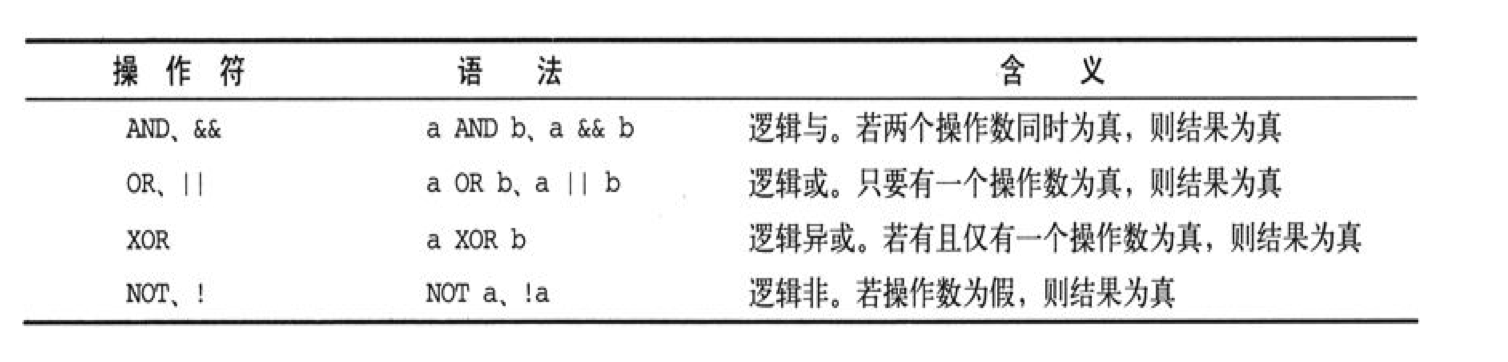 操作符 语法 含义
AND、&& a AND b、a && b 逻辑与。若两个操作数同时为真，则结果为真
OR、|| a OR b、a || b 逻辑或。只要有一个操作数为真，则结果为真
XOR a XOR b 逻辑异或。若有且仅有一个操作数为真，则结果为真
NOT、! NOT a、!a 逻辑非。若操作数为假，则结果为真